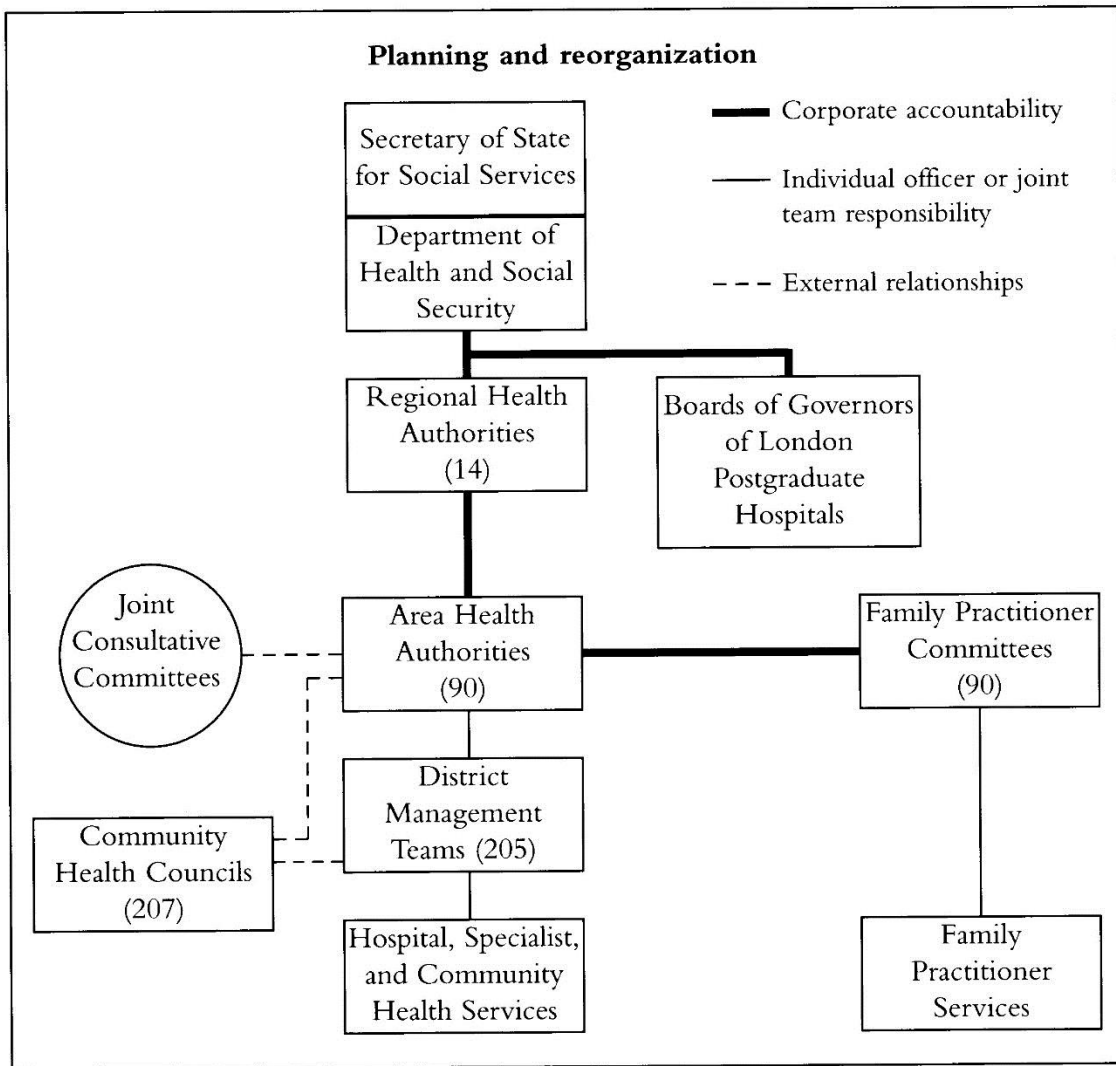 Planning and reorganization
Secretary of State
for Social Services
Department of
Health and Social
Security
Corporate accountability
Individual officer or joint
team responsibility
External relationships
Regional Health
Authorities
(14)
Boards of Governors
of London
Postgraduate
Hospitals
Joint
Consultative
Committees
Area Health
Authorities
(90)
Family Practitioner
Committees
(90)
District
Management
Teams (205)
Community
Health Councils
(207)
Hospital, Specialist,
and Community
Health Services
Family
Practitioner
Services